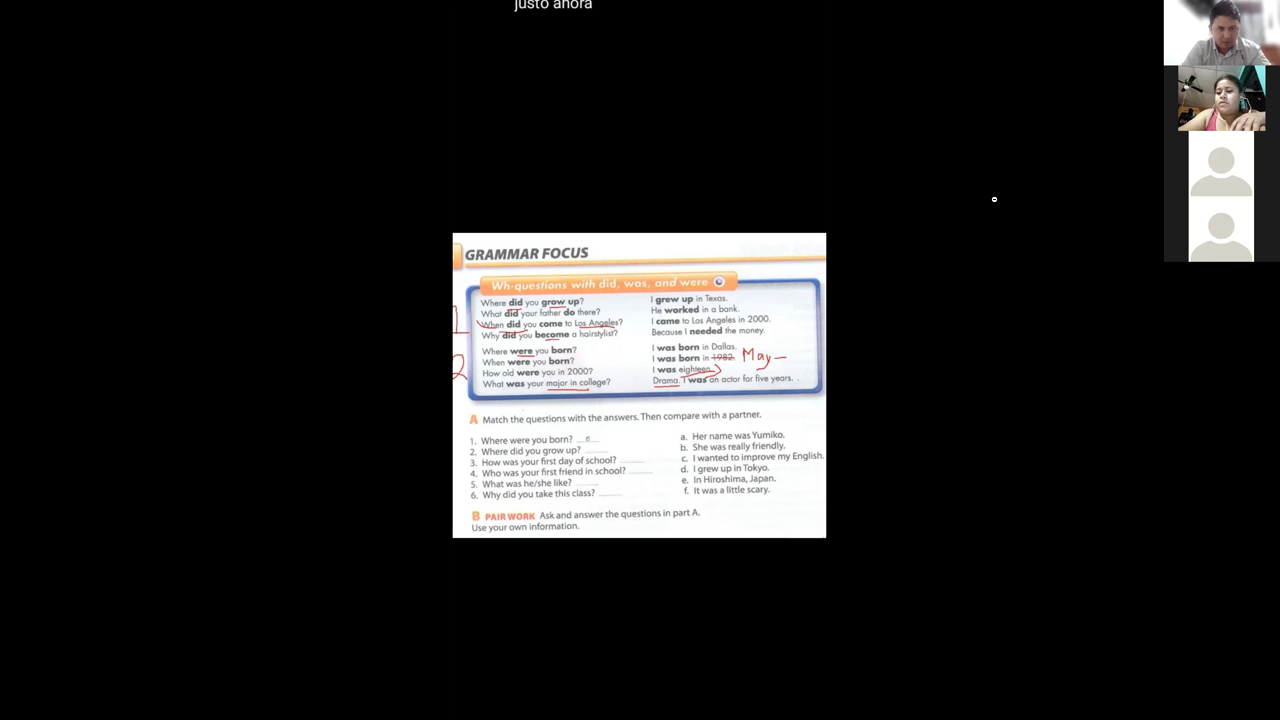 justo ahora
GRAMMAR FOCUS
Wh-questions with did, was, and were
Where did you grow up? I grew up in Texas.
What did your father do there? He worked in a bank.
When did you come to Los Angeles? I came to Los Angeles in 2000.
Why did you become a hairstylist? Because I needed the money.
1
Where were you born? I was born in Dallas.
When were you born? I was born in 1982. May
How old were you in 2000? I was eighteen.
What was your major in college? Drama. I was an actor for five years.
2
A Match the questions with the answers. Then compare with a partner.
1. Where were you born? e
2. Where did you grow up?
3. How was your first day of school?
4. Who was your first friend in school?
5. What was he/she like?
6. Why did you take this class?
a. Her name was Yumiko.
b. She was really friendly.
c. I wanted to improve my English.
d. I grew up in Tokyo.
e. In Hiroshima, Japan.
f. It was a little scary.
B PAIR WORK Ask and answer the questions in part A.
Use your own information.